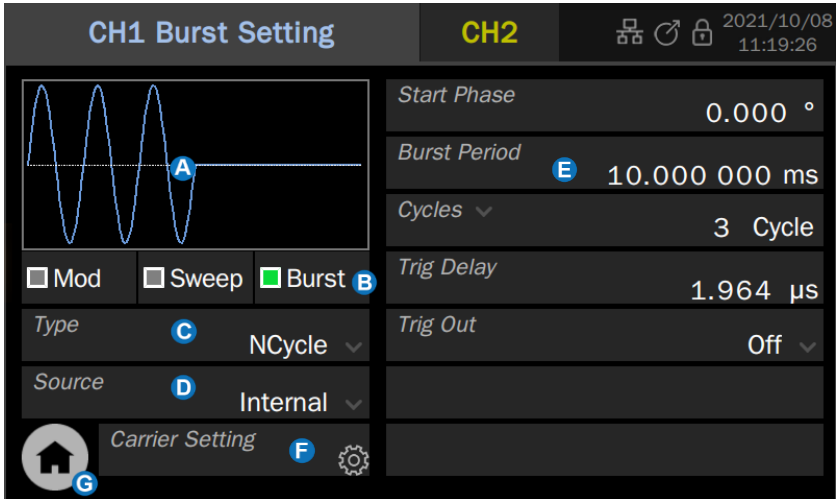 CH1 Burst Setting
CH2
2021/10/08
11:19:26
A
Mod
Sweep
Burst
B
Type
C
NCycle
Source
D
Internal
Carrier Setting
F
G
Start Phase
0.000 °
Burst Period
E
10.000 000 ms
Cycles
3 Cycle
Trig Delay
1.964 µs
Trig Out
Off